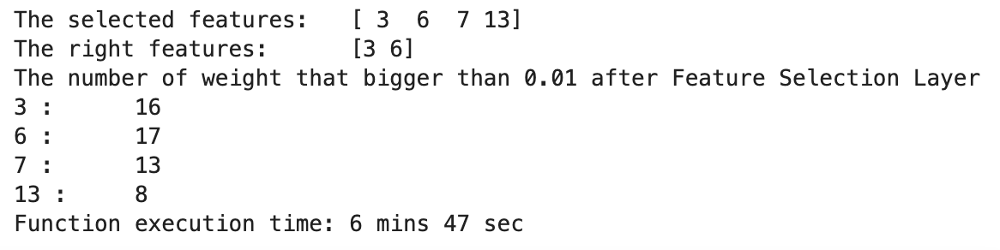 The selected features:   [ 3  6  7 13]
The right features:      [3 6]
The number of weight that bigger than 0.01 after Feature Selection Layer
3 :      16
6 :      17
7 :      13
13 :     8
Function execution time: 6 mins 47 sec